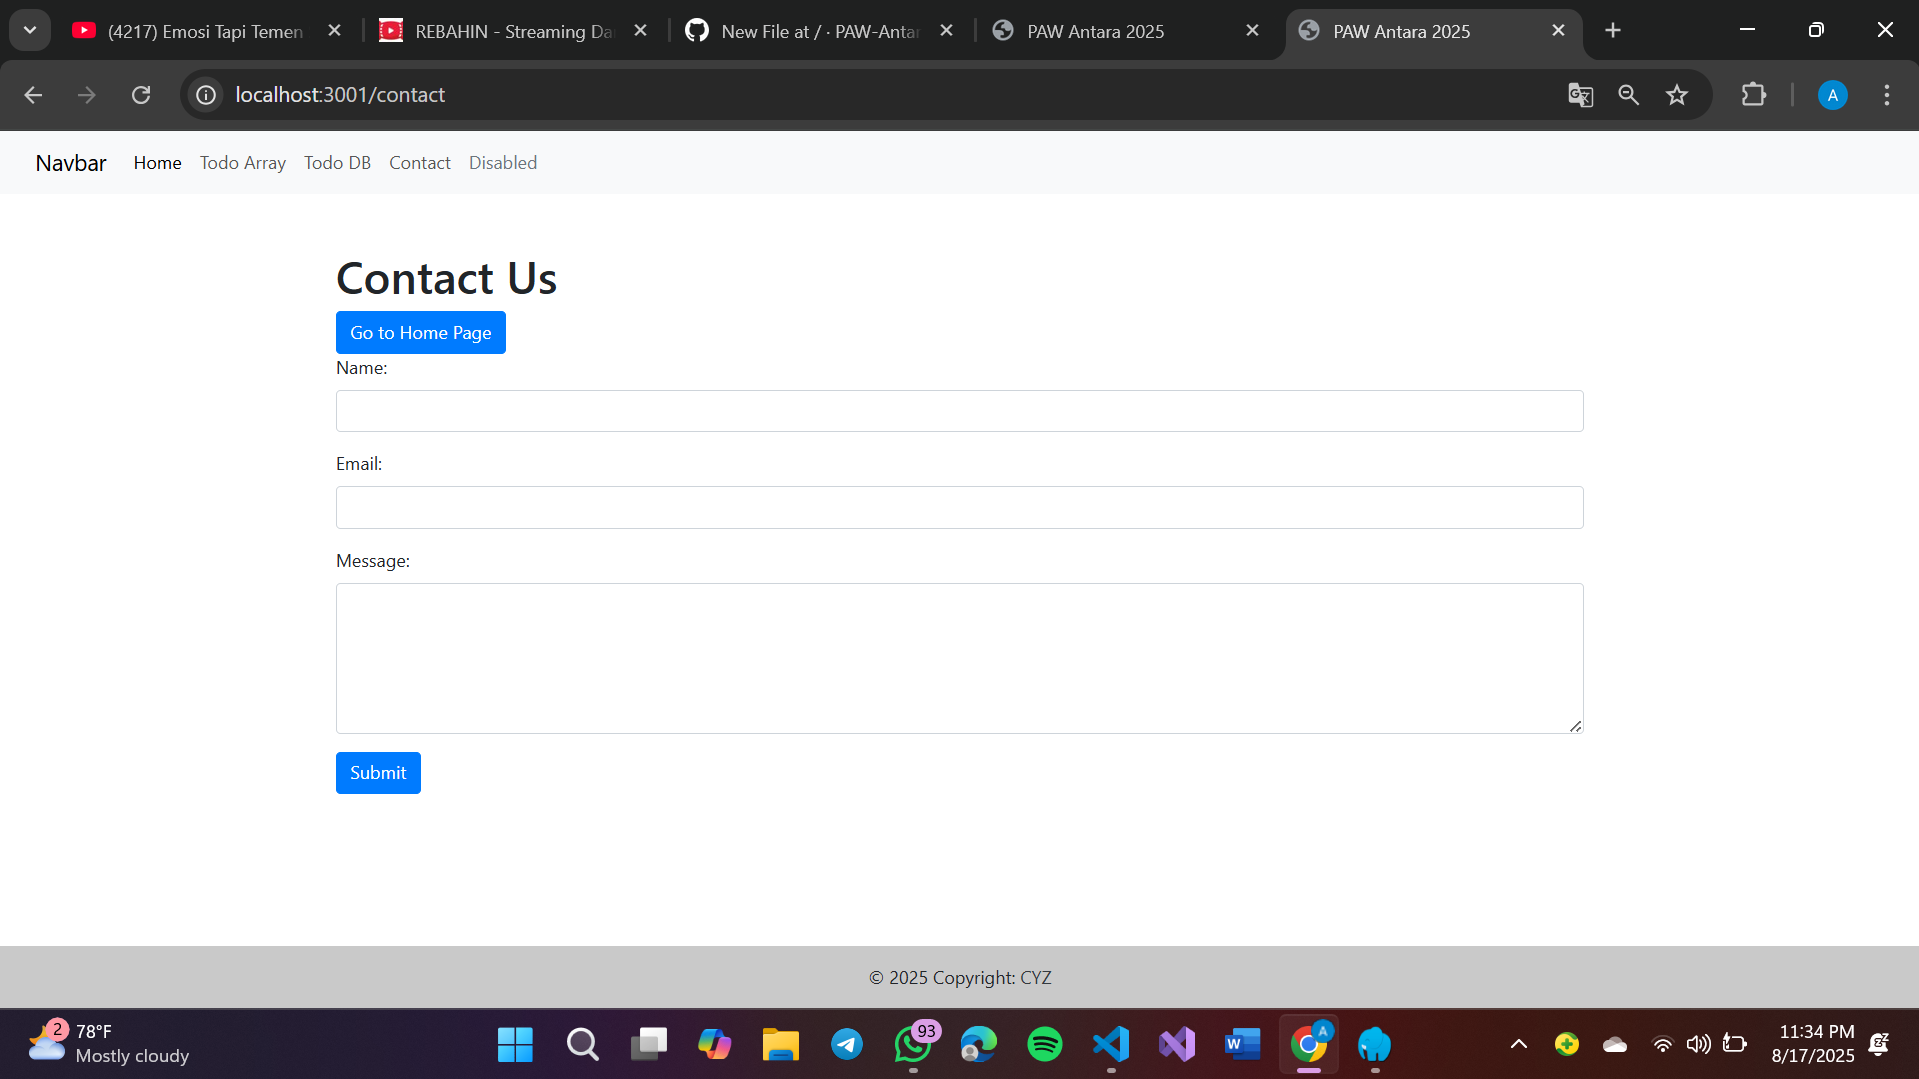 (4217) Emosi Tapi Temen
REBAHIN - Streaming Da
New File at / · PAW-Antar
PAW Antara 2025
PAW Antara 2025
localhost:3001/contact
A
Navbar
Home
Todo Array
Todo DB
Contact
Disabled
Contact Us
Go to Home Page
Name:
Email:
Message:
Submit
© 2025 Copyright: CYZ
2
78°F
Mostly cloudy
93
W
A
11:34 PM
8/17/2025